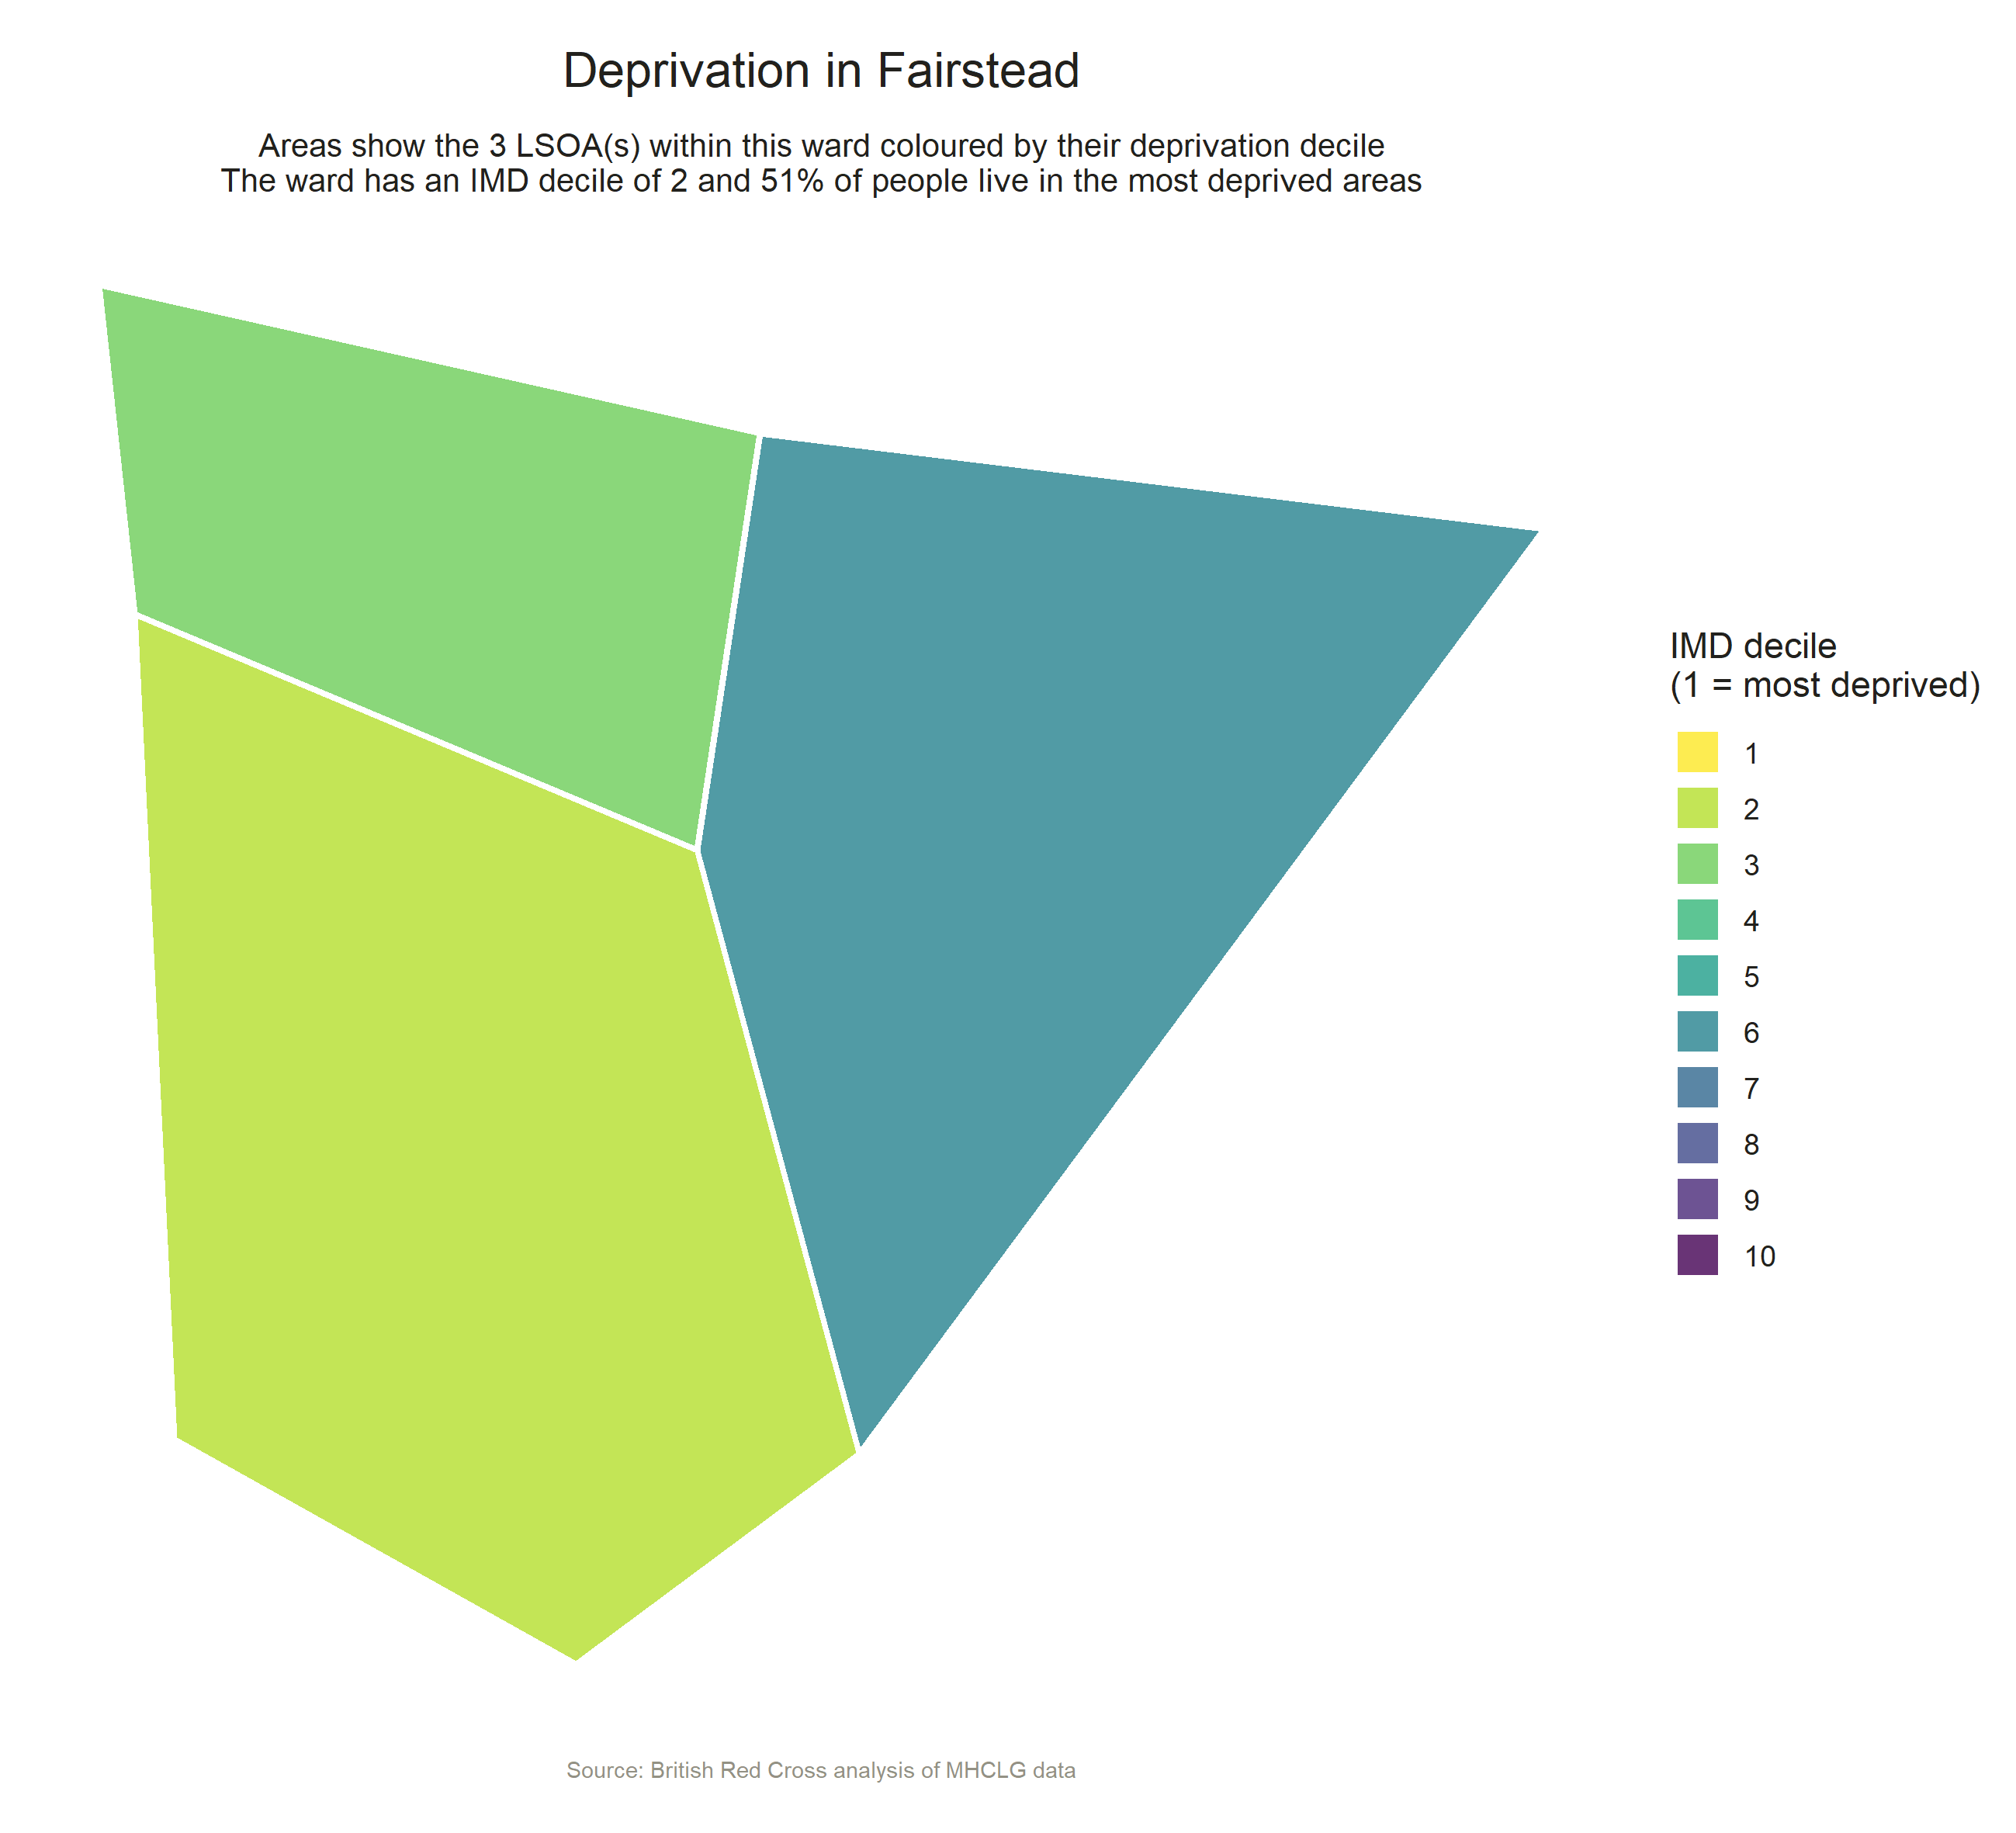 Deprivation in Fairstead
Areas show the 3 LSOA(s) within this ward coloured by their deprivation decile
The ward has an IMD decile of 2 and 51% of people live in the most deprived areas
IMD decile
(1 = most deprived)
1
2
3
4
5
6
7
8
9
10
Source: British Red Cross analysis of MHCLG data